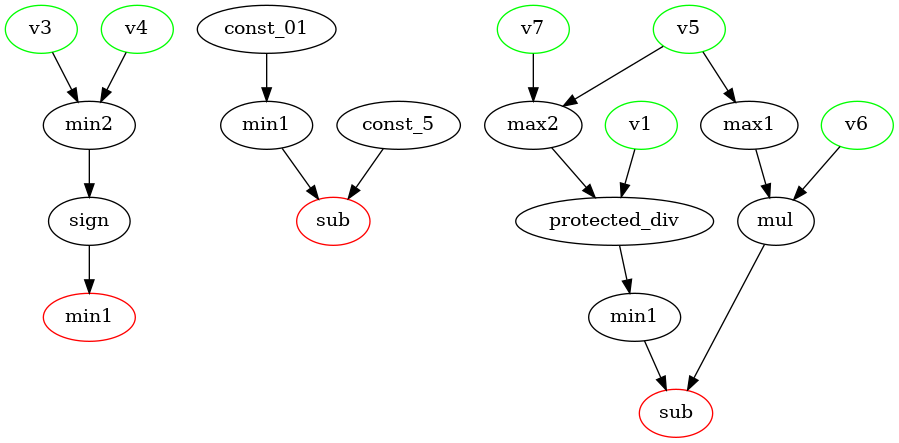 v3
v4
const_01
v7
v5
min2
min1
const_5
max2
v1
max1
v6
sign
sub
protected_div
mul
min1
min1
sub